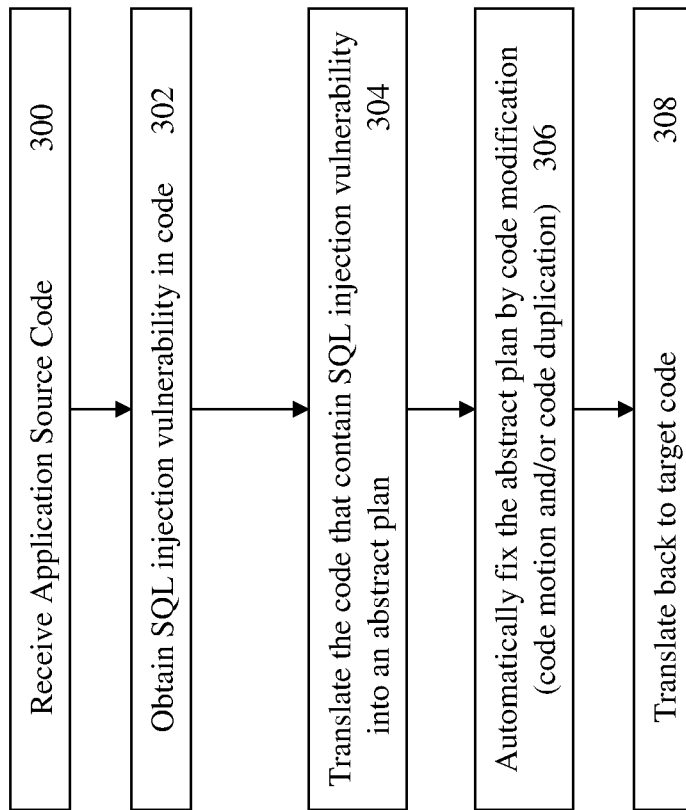 Receive Application Source Code 300
Obtain SQL injection vulnerability in code 302
Translate the code that contain SQL injection vulnerability
into an abstract plan 304
Automatically fix the abstract plan by code modification
(code motion and/or code duplication) 306
Translate back to target code 308